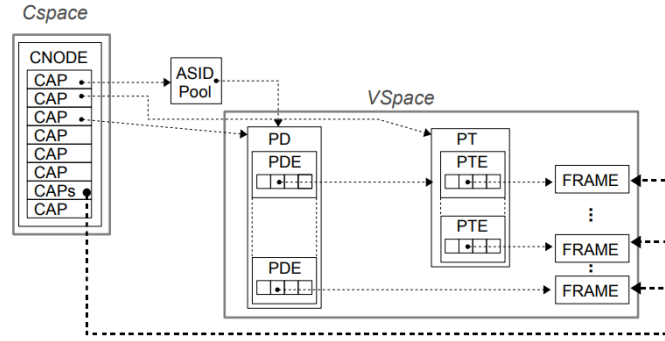 Cspace
CNODE
CAP
CAP
CAP
CAP
CAP
CAP
CAPs
CAP
ASID
Pool
VSpace
PD
PDE
PDE
PT
PTE
PTE
FRAME
⋮
FRAME
⋮
FRAME